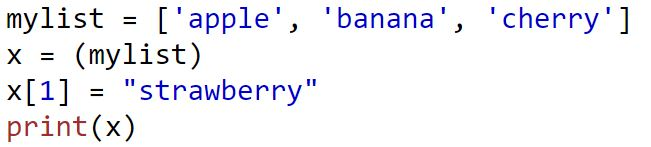 mylist = ['apple', 'banana', 'cherry']
x = (mylist)
x[1] = "strawberry"
print(x)